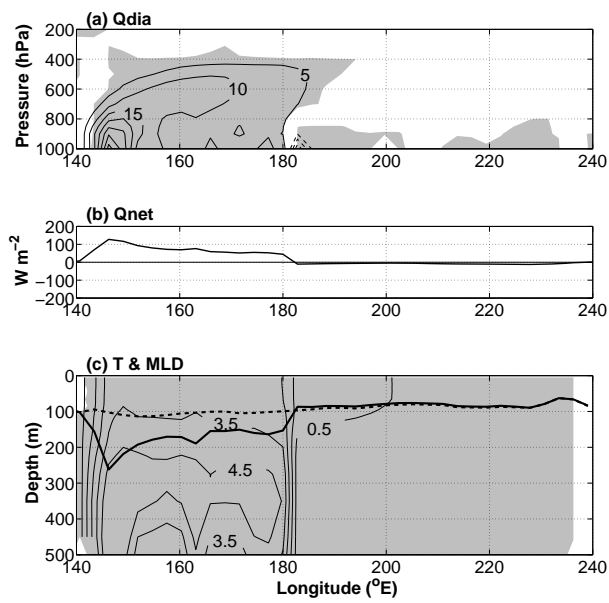 (a) Qdia
200
400
600
800
1000
Pressure (hPa)
5
10
15
140 160 180 200 220 240
(b) Qnet
200
100
0
−100
−200
W m−2
140 160 180 200 220 240
(c) T & MLD
0
100
200
300
400
500
Depth (m)
3.5
0.5
4.5
3.5
140 160 180 200 220 240
Longitude (oE)